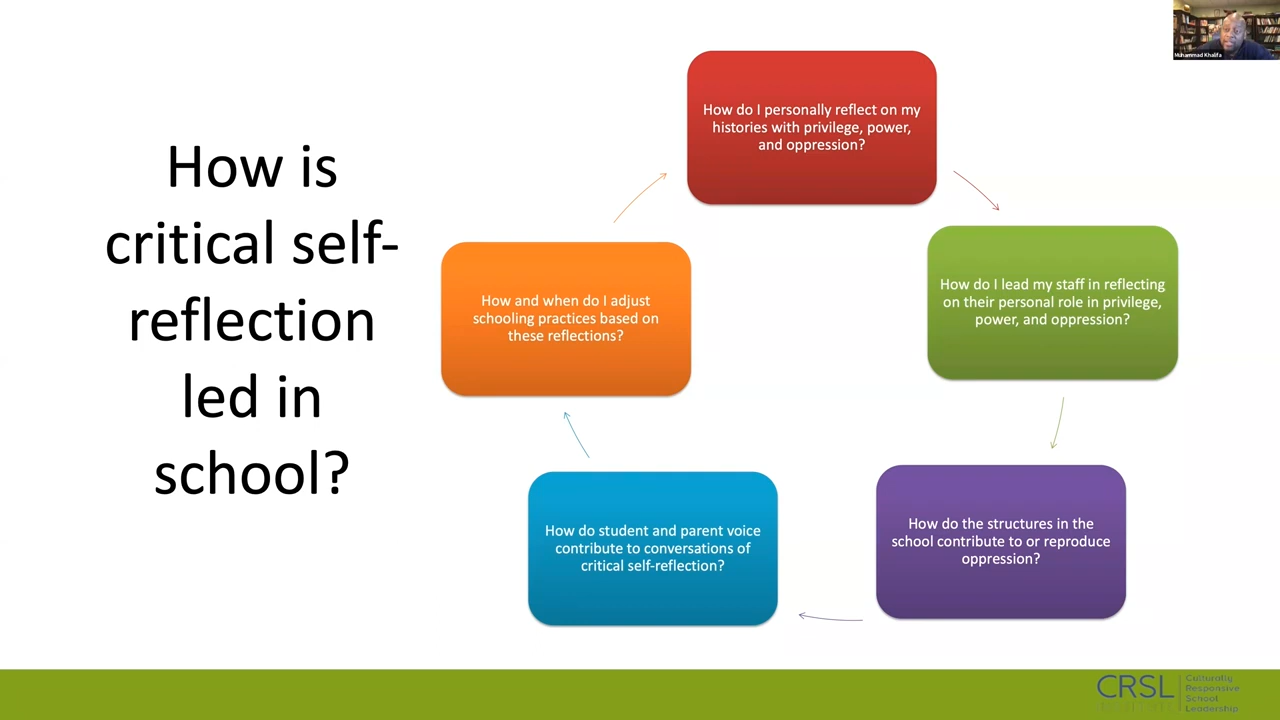 Muhammad Khalifa
How is
critical self-
reflection
led in
school?
How do I personally reflect on my
histories with privilege, power,
and oppression?
How do I lead my staff in reflecting
on their personal role in privilege,
power, and oppression?
How do the structures in the
school contribute to or reproduce
oppression?
How do student and parent voice
contribute to conversations of
critical self-reflection?
How and when do I adjust
schooling practices based on
these reflections?
CRSL
Culturally
Responsive
School
Leadership